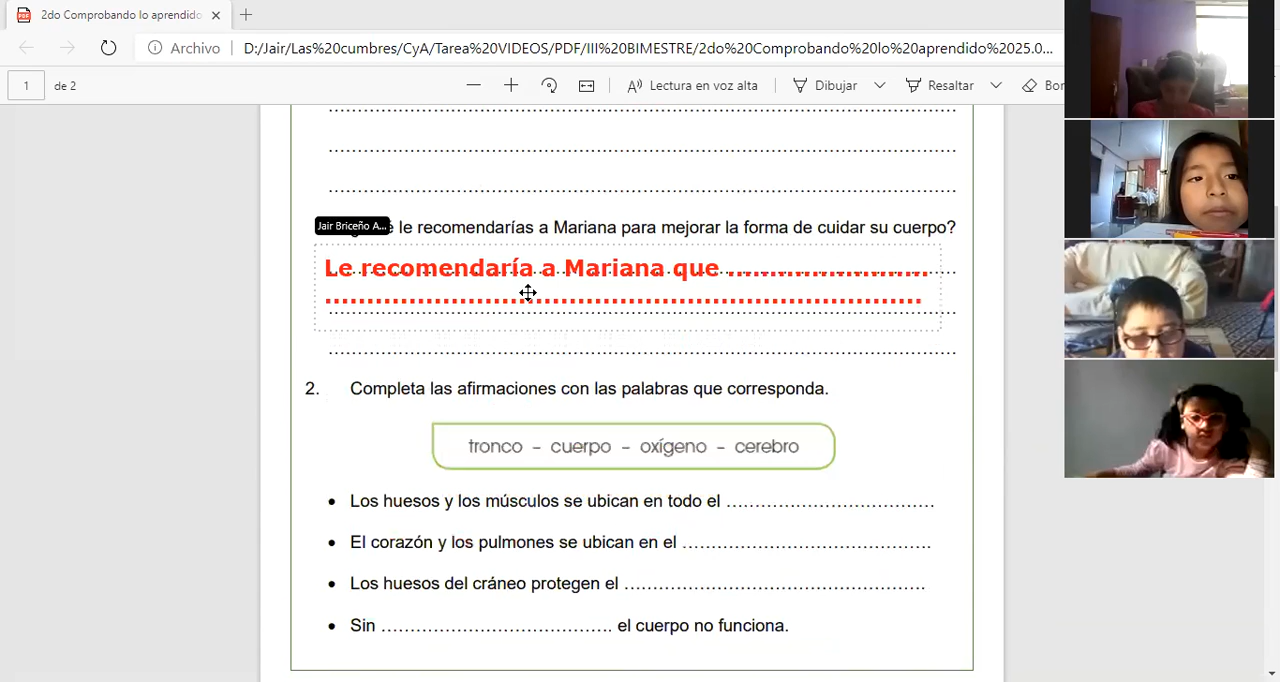 2do Comprobando lo aprendido
Archivo
D:/Jair/Las%20cumbres/CyA/Tarea%20VIDEOS/PDF/III%20BIMESTRE/2do%20Comprobando%20lo%20aprendido%2025.0...
1 de 2
Lectura en voz alta
Dibujar
Resaltar
Bor
Jair Briceño A...
le recomendarías a Mariana para mejorar la forma de cuidar su cuerpo?
Le recomendaría a Mariana que ........................
......................................................................
2. Completa las afirmaciones con las palabras que corresponda.
tronco - cuerpo - oxígeno - cerebro
• Los huesos y los músculos se ubican en todo el ………………………………
• El corazón y los pulmones se ubican en el …………………………………….
• Los huesos del cráneo protegen el ……………………………………………
• Sin …………………………………. el cuerpo no funciona.